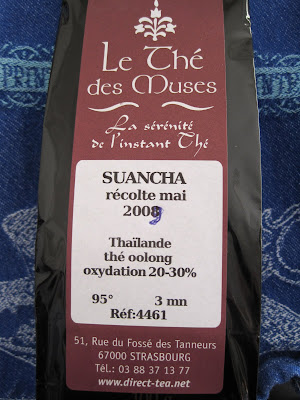 Le Thé
des Muses
La sérénité
de l'instant Thé
SUANCHA
récolte mai
2009
Thaïlande
thé oolong
oxydation 20-30%
95° 3 mn
Réf:4461
51, Rue du Fossé des Tanneurs
67000 STRASBOURG
Tél.: 03 88 37 13 77
www.direct-tea.net